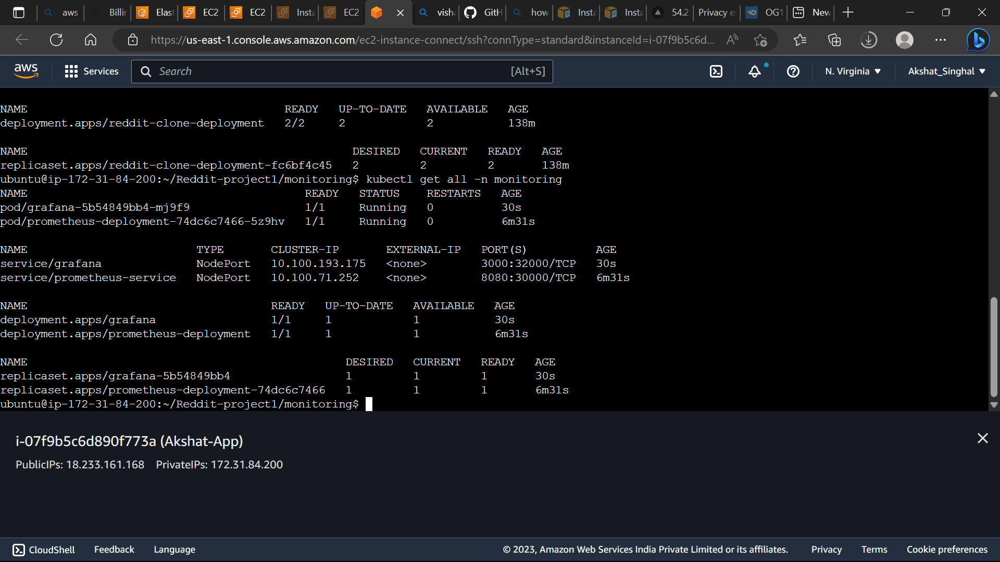 aws
Billin
Elast
EC2
EC2
Insta
EC2
visha
GitH
how
Insta
Insta
54.2
Privacy e
OG1
New
https://us-east-1.console.aws.amazon.com/ec2-instance-connect/ssh?connType=standard&instanceId=i-07f9b5c6d...
aws Services Search [Alt+S] N. Virginia ▼ Akshat_Singhal ▼
NAME READY UP-TO-DATE AVAILABLE AGE
deployment.apps/reddit-clone-deployment 2/2 2 2 138m
NAME DESIRED CURRENT READY AGE
replicaset.apps/reddit-clone-deployment-fc6bf4c45 2 2 2 138m
ubuntu@ip-172-31-84-200:~/Reddit-project1/monitoring$ kubectl get all -n monitoring
NAME READY STATUS RESTARTS AGE
pod/grafana-5b54849bb4-mj9f9 1/1 Running 0 30s
pod/prometheus-deployment-74dc6c7466-5z9hv 1/1 Running 0 6m31s
NAME TYPE CLUSTER-IP EXTERNAL-IP PORT(S) AGE
service/grafana NodePort 10.100.193.175 <none> 3000:32000/TCP 30s
service/prometheus-service NodePort 10.100.71.252 <none> 8080:30000/TCP 6m31s
NAME READY UP-TO-DATE AVAILABLE AGE
deployment.apps/grafana 1/1 1 1 30s
deployment.apps/prometheus-deployment 1/1 1 1 6m31s
NAME DESIRED CURRENT READY AGE
replicaset.apps/grafana-5b54849bb4 1 1 1 30s
replicaset.apps/prometheus-deployment-74dc6c7466 1 1 1 6m31s
ubuntu@ip-172-31-84-200:~/Reddit-project1/monitoring$
i-07f9b5c6d890f773a (Akshat-App)
PublicIPs: 18.233.161.168 PrivateIPs: 172.31.84.200
CloudShell Feedback Language © 2023, Amazon Web Services India Private Limited or its affiliates. Privacy Terms Cookie preferences